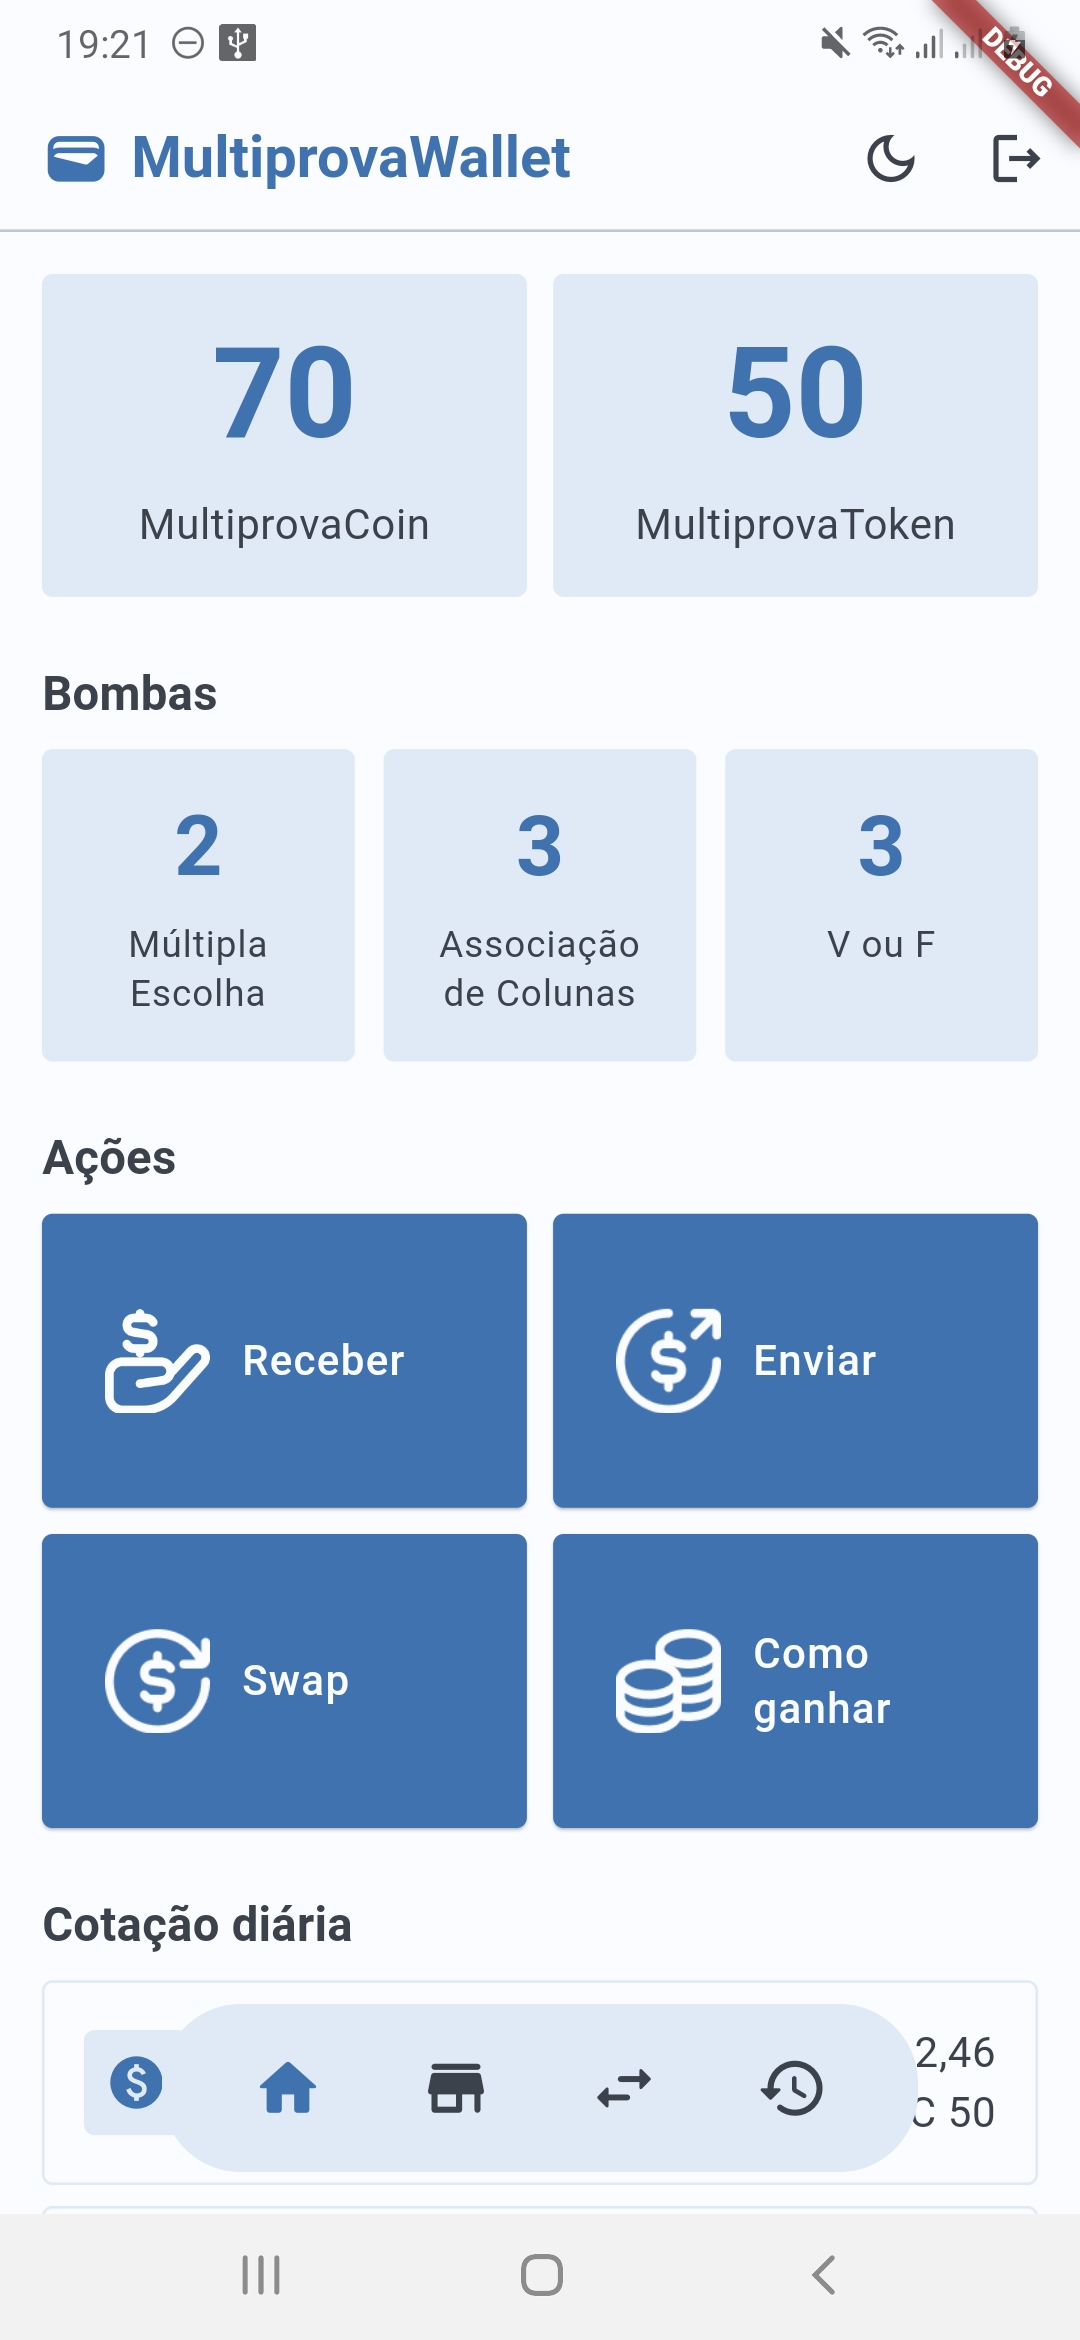 19:21
DEBUG
MultiprovaWallet
70
50
MultiprovaCoin
MultiprovaToken
Bombas
2
3
3
Múltipla
Escolha
Associação
de Colunas
V ou F
Ações
Receber
Enviar
Swap
Como
ganhar
Cotação diária
2,46
C 50